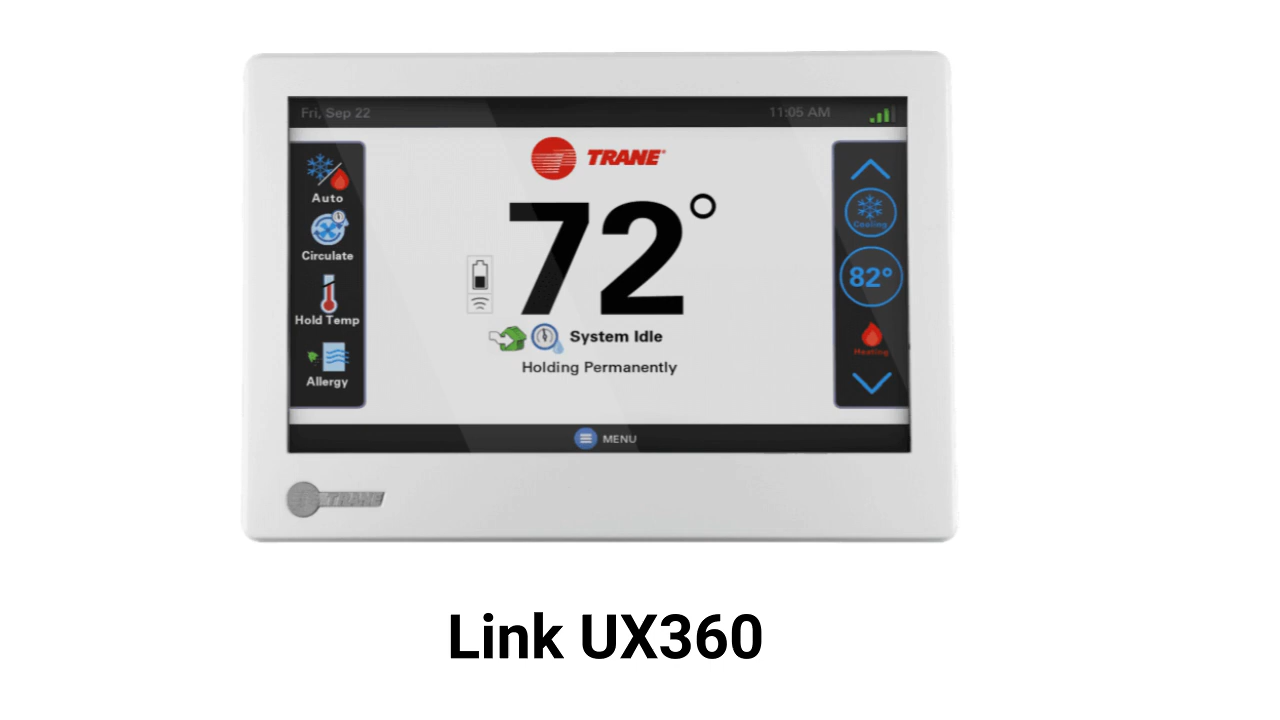 Fri, Sep 22
11:05 AM
TRANE
Auto
Circulate
Hold Temp
Allergy
72°
System Idle
Holding Permanently
Cooling
82°
Heating
MENU
TRANE
Link UX360